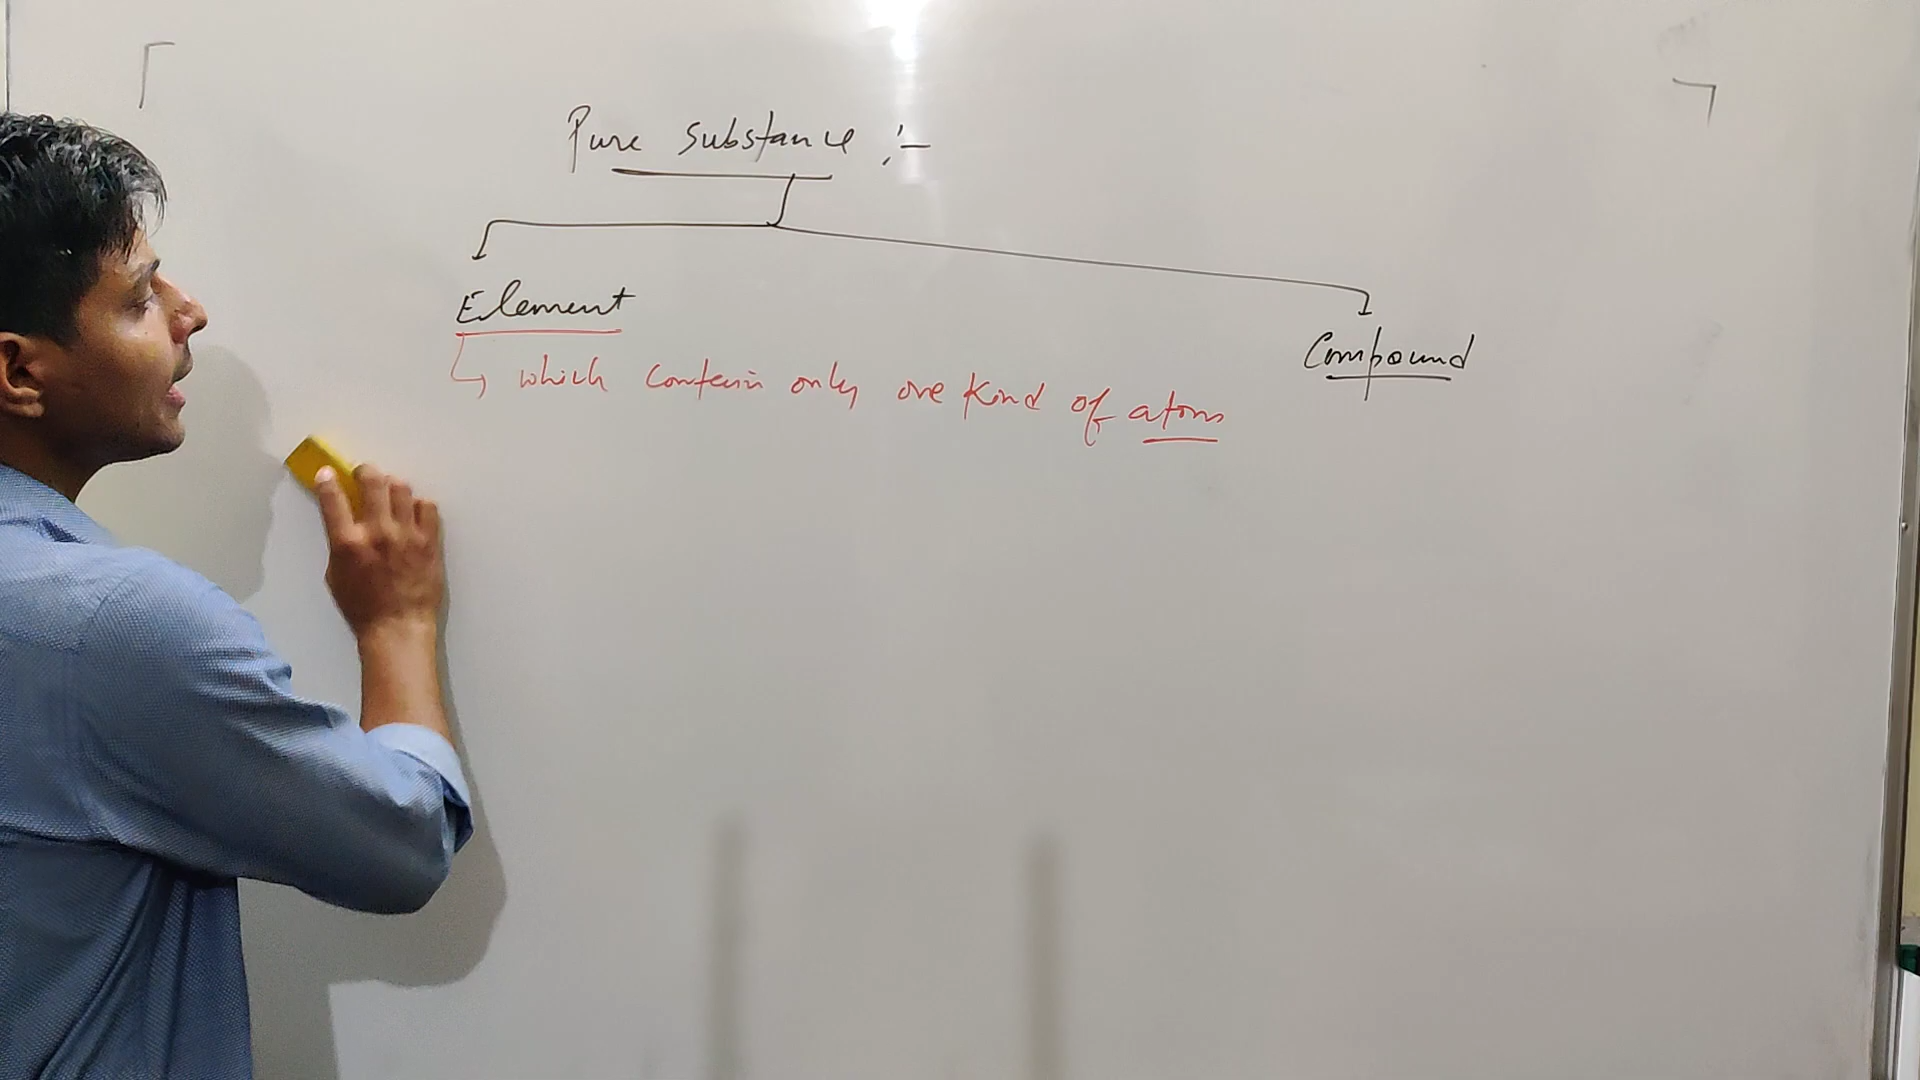 Pure Substance :-
Element
Compound
which contain only one kind of atoms